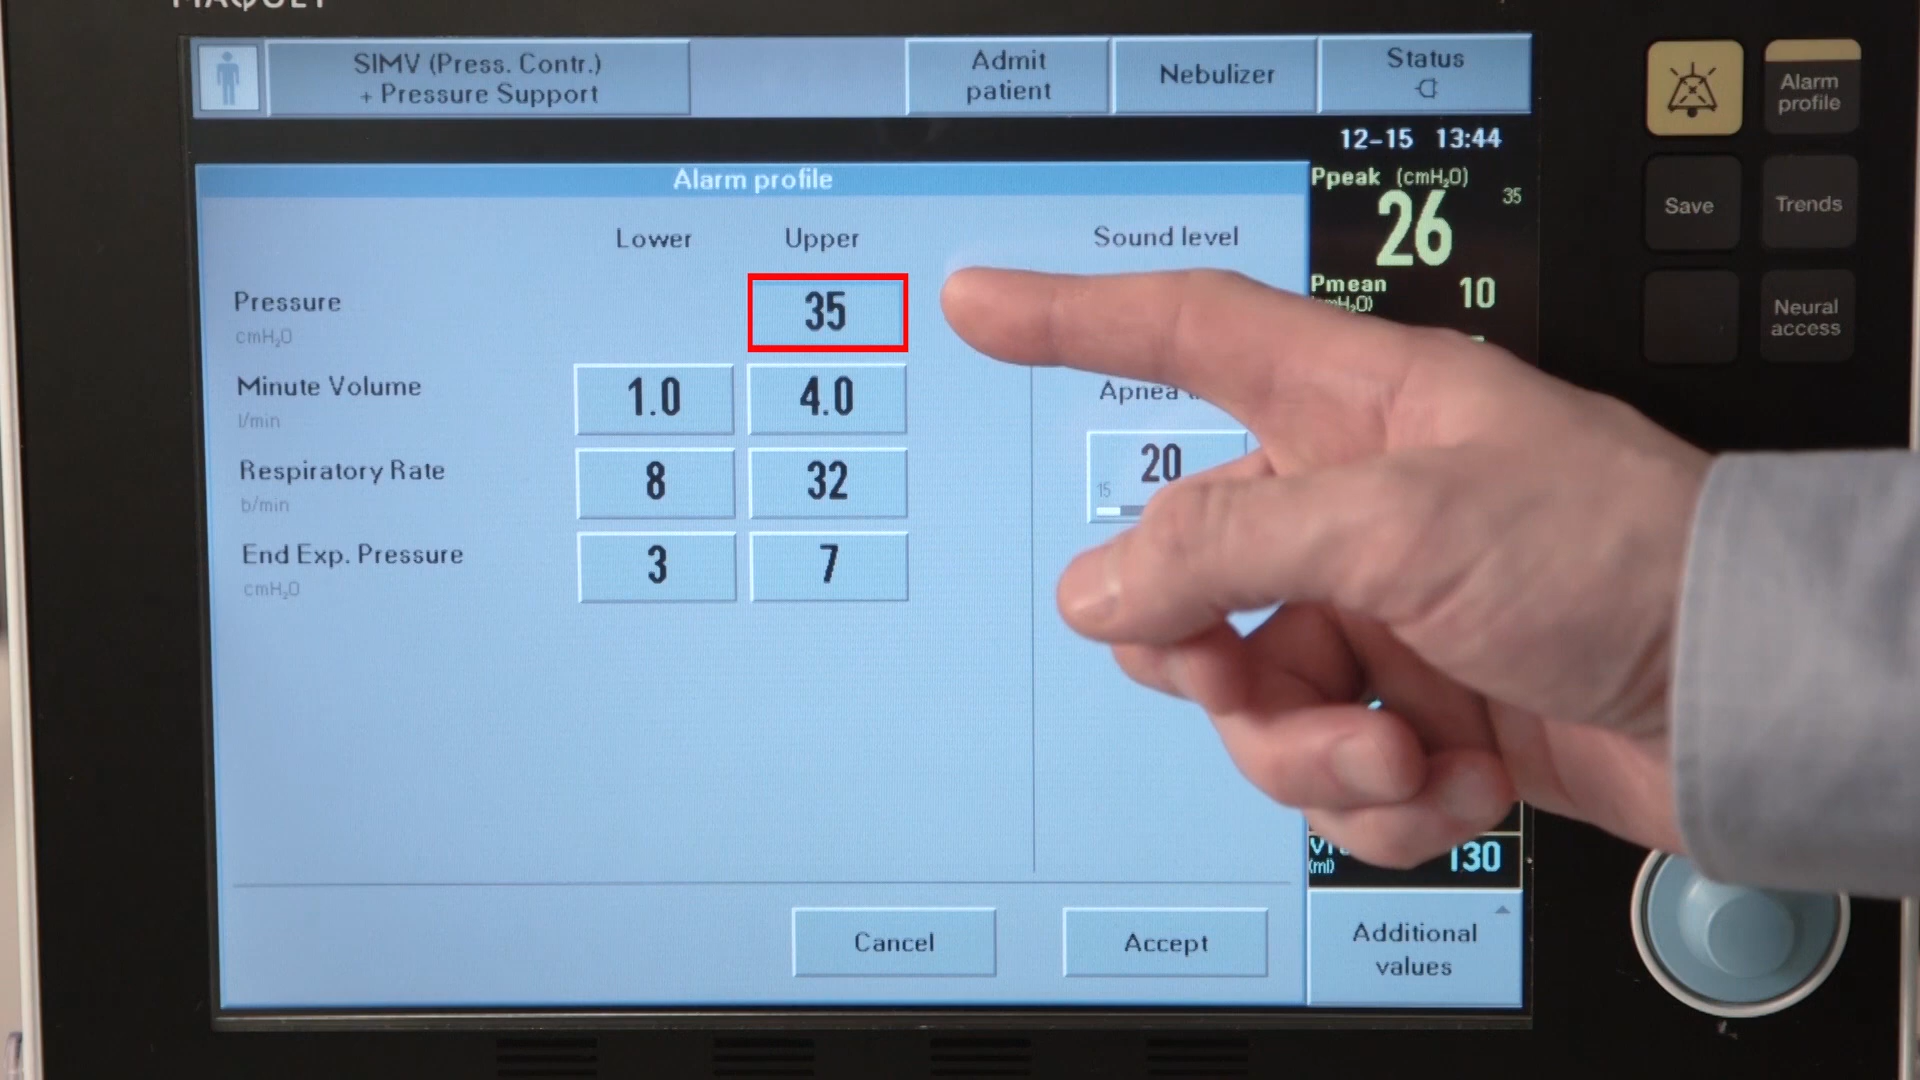 SIMV (Press. Contr.)
+ Pressure Support
Admit
patient
Nebulizer
Status
Alarm
profile
12-15 13:44
Alarm profile
Ppeak (cmH₂O)
35
26
Save
Trends
Lower
Upper
Sound level
Pressure
cmH₂O
35
Pmean
10
Neural
access
Minute Volume
l/min
1.0
4.0
Apnea
Respiratory Rate
b/min
8
32
20
15
End Exp. Pressure
cmH₂O
3
7
(ml)
130
Cancel
Accept
Additional
values